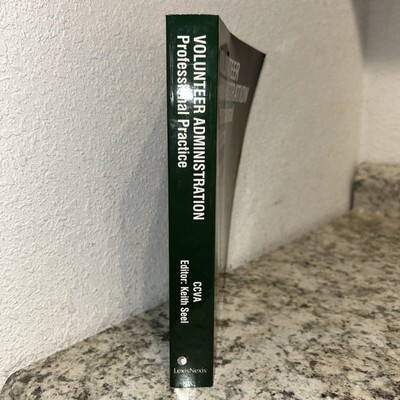 VOLUNTEER ADMINISTRATION
Professional Practice
CCVA
Editor: Keith Seel
LexisNexis